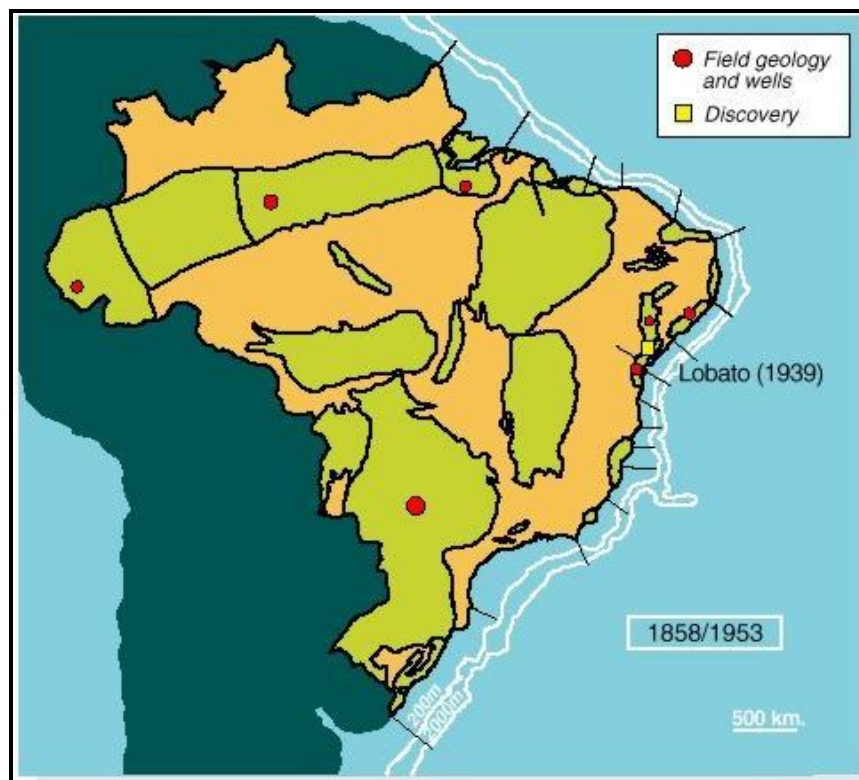 Field geology
and wells
Discovery
Lobato (1939)
1858/1953
200m
2000m
500 km.